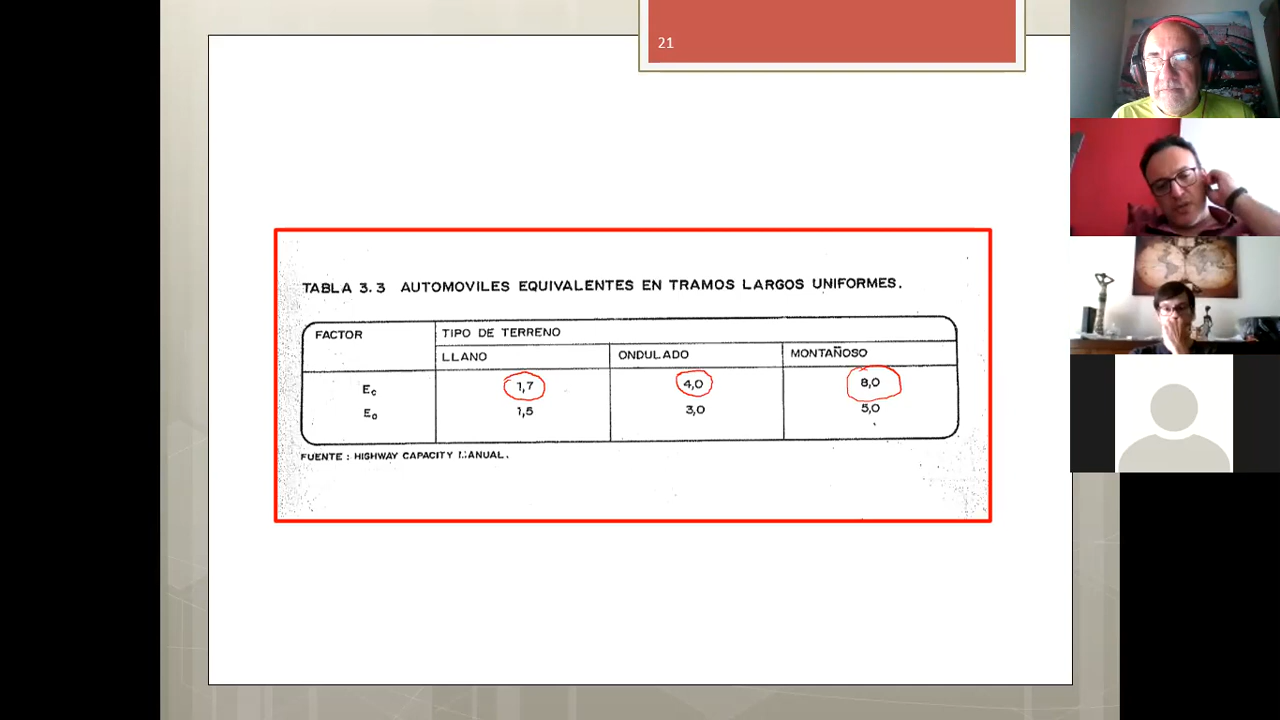 21
TABLA 3.3 AUTOMOVILES EQUIVALENTES EN TRAMOS LARGOS UNIFORMES.
FACTOR
TIPO DE TERRENO
LLANO
ONDULADO
MONTAÑOSO
Ec 1,7 4,0 8,0
Eo 1,5 3,0 5,0
FUENTE : HIGHWAY CAPACITY MANUAL.